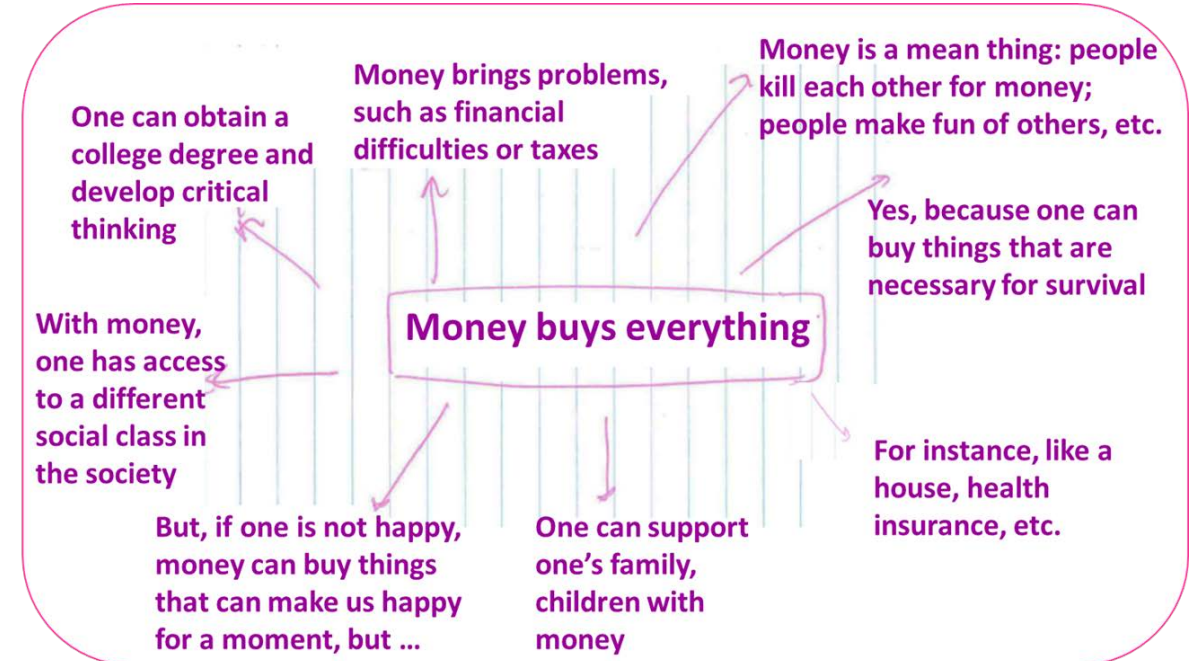 Money is a mean thing: people
kill each other for money;
people make fun of others, etc.
Money brings problems,
such as financial
difficulties or taxes
One can obtain a
college degree and
develop critical
thinking
Yes, because one can
buy things that are
necessary for survival
Money buys everything
With money,
one has access
to a different
social class in
the society
For instance, like a
house, health
insurance, etc.
But, if one is not happy,
money can buy things
that can make us happy
for a moment, but ...
One can support
one's family,
children with
money